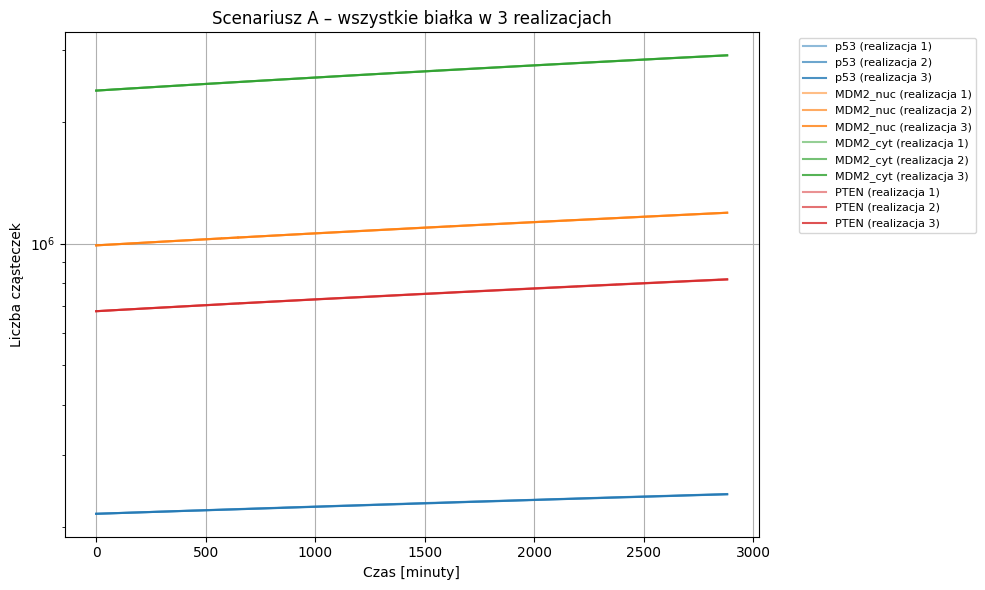 Scenariusz A – wszystkie białka w 3 realizacjach
Liczba cząsteczek
10⁶
0 500 1000 1500 2000 2500 3000
Czas [minuty]
p53 (realizacja 1)
p53 (realizacja 2)
p53 (realizacja 3)
MDM2_nuc (realizacja 1)
MDM2_nuc (realizacja 2)
MDM2_nuc (realizacja 3)
MDM2_cyt (realizacja 1)
MDM2_cyt (realizacja 2)
MDM2_cyt (realizacja 3)
PTEN (realizacja 1)
PTEN (realizacja 2)
PTEN (realizacja 3)